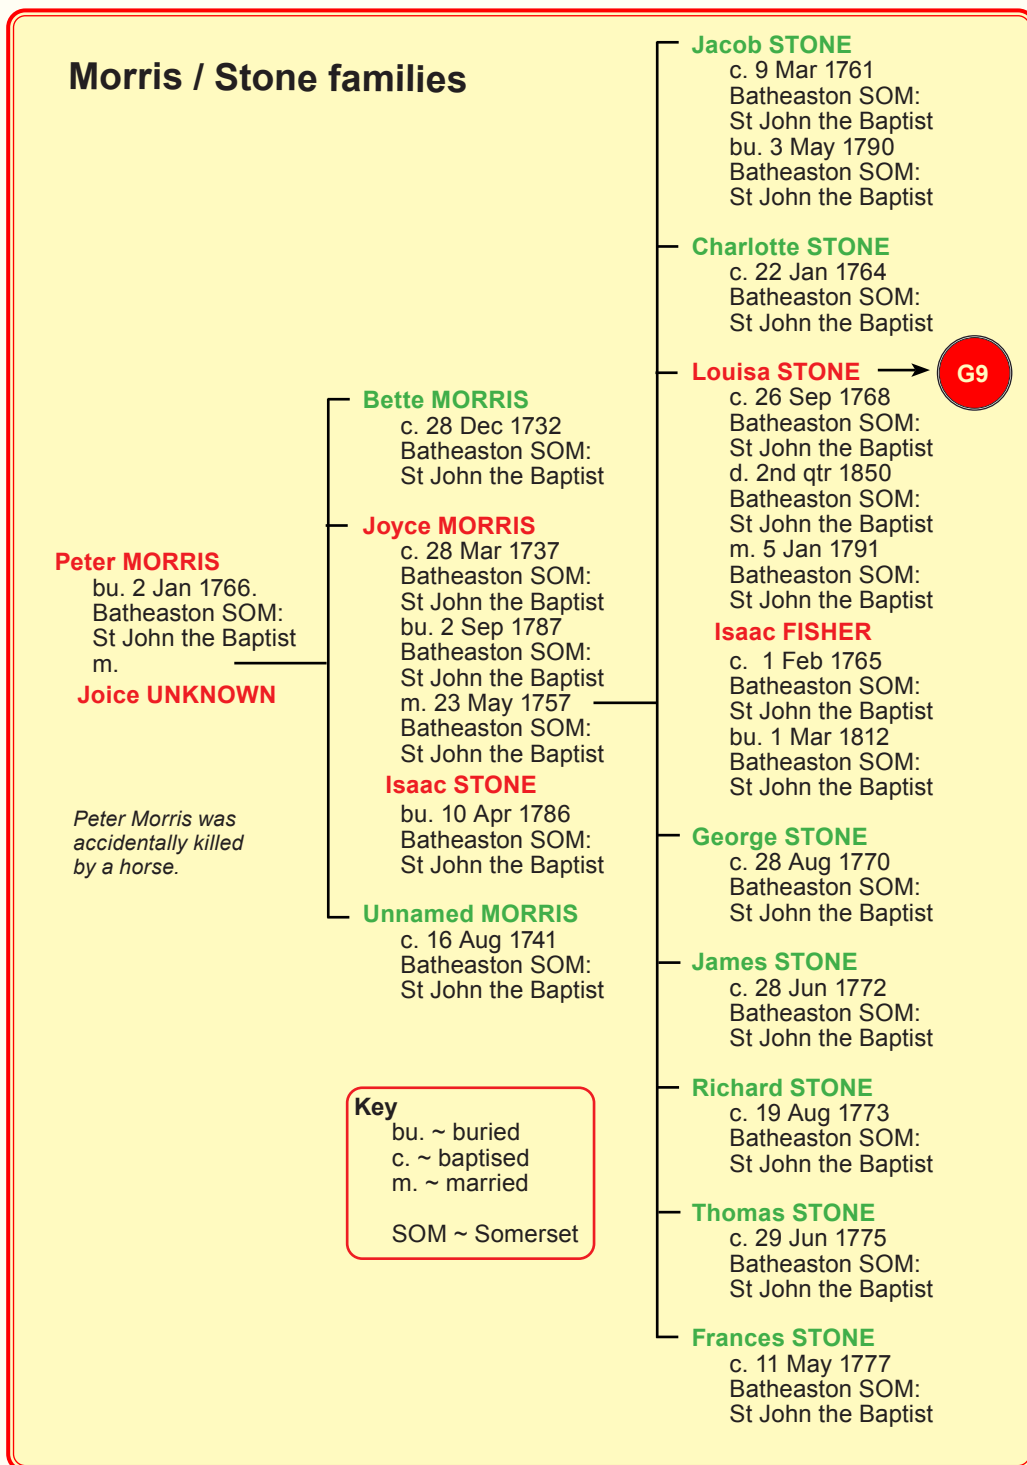 Morris / Stone families
Peter MORRIS
bu. 2 Jan 1766.
Batheaston SOM:
St John the Baptist
m.
Joice UNKNOWN
Peter Morris was
accidentally killed
by a horse.
Bette MORRIS
c. 28 Dec 1732
Batheaston SOM:
St John the Baptist
Joyce MORRIS
c. 28 Mar 1737
Batheaston SOM:
St John the Baptist
bu. 2 Sep 1787
Batheaston SOM:
St John the Baptist
m. 23 May 1757
Batheaston SOM:
St John the Baptist
Isaac STONE
bu. 10 Apr 1786
Batheaston SOM:
St John the Baptist
Unnamed MORRIS
c. 16 Aug 1741
Batheaston SOM:
St John the Baptist
Key
bu. ~ buried
c. ~ baptised
m. ~ married
SOM ~ Somerset
Jacob STONE
c. 9 Mar 1761
Batheaston SOM:
St John the Baptist
bu. 3 May 1790
Batheaston SOM:
St John the Baptist
Charlotte STONE
c. 22 Jan 1764
Batheaston SOM:
St John the Baptist
Louisa STONE
G9
c. 26 Sep 1768
Batheaston SOM:
St John the Baptist
d. 2nd qtr 1850
Batheaston SOM:
St John the Baptist
m. 5 Jan 1791
Batheaston SOM:
St John the Baptist
Isaac FISHER
c. 1 Feb 1765
Batheaston SOM:
St John the Baptist
bu. 1 Mar 1812
Batheaston SOM:
St John the Baptist
George STONE
c. 28 Aug 1770
Batheaston SOM:
St John the Baptist
James STONE
c. 28 Jun 1772
Batheaston SOM:
St John the Baptist
Richard STONE
c. 19 Aug 1773
Batheaston SOM:
St John the Baptist
Thomas STONE
c. 29 Jun 1775
Batheaston SOM:
St John the Baptist
Frances STONE
c. 11 May 1777
Batheaston SOM:
St John the Baptist